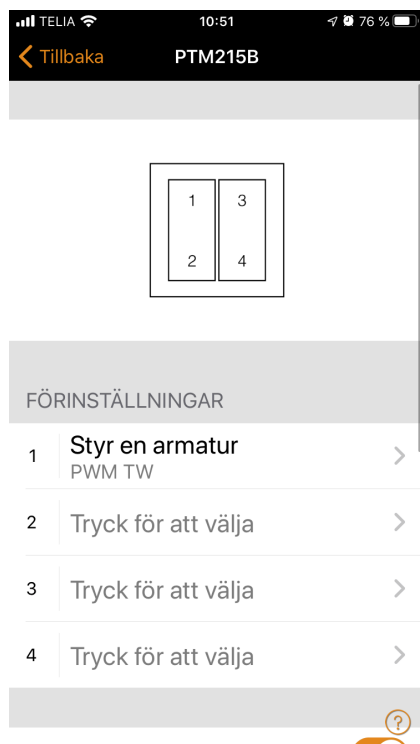 TELIA 10:51 76 %
Tillbaka PTM215B
1 3
2 4
FÖRINSTÄLLNINGAR
1 Styr en armatur
PWM TW
2 Tryck för att välja
3 Tryck för att välja
4 Tryck för att välja
?